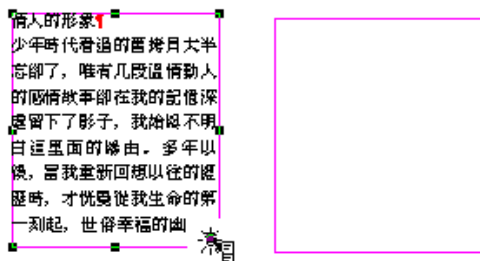 情人的形象
少年時代看過的舊拷貝大半
忘卻了，唯有几段溫情動人
的感情故事卻在我的記憶深
處留下了影子，我始終不明
白這里面的緣由。多年以
後，當我重新回想以往的經
歷時，才恍覺從我生命的第
一刻起，世俗幸福的幽